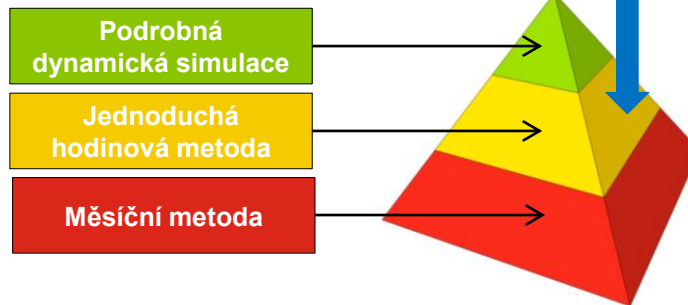 Podrobná
dynamická simulace
Jednoduchá
hodinová metoda
Měsíční metoda